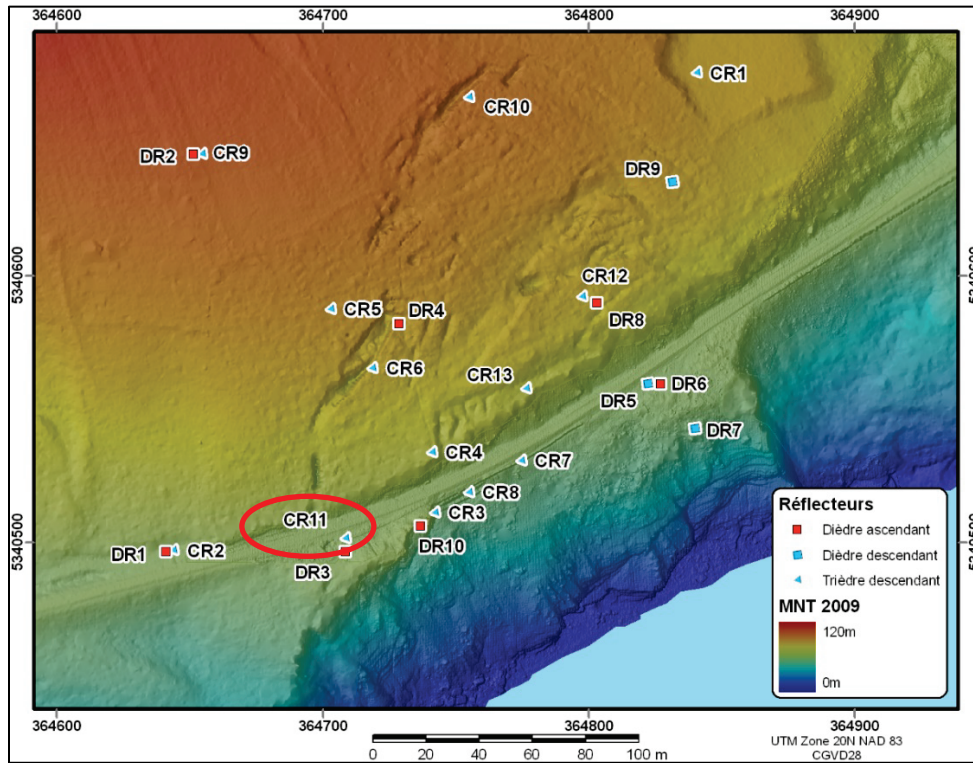 364600 364700 364800 364900
CR1
CR10
DR2 CR9
DR9
5340600 5340600
CR12
CR5 DR4
DR8
CR6
CR13
DR5 DR6
DR7
CR4
CR7
CR8
CR11 CR3
5340500 5340500
DR1 CR2
DR3
DR10
Réflecteurs
Dièdre ascendant
Dièdre descendant
Trièdre descendant
MNT 2009
120m
0m
364600 364700 364800 364900
0 20 40 60 80 100 m
UTM Zone 20N NAD 83
CGVD28